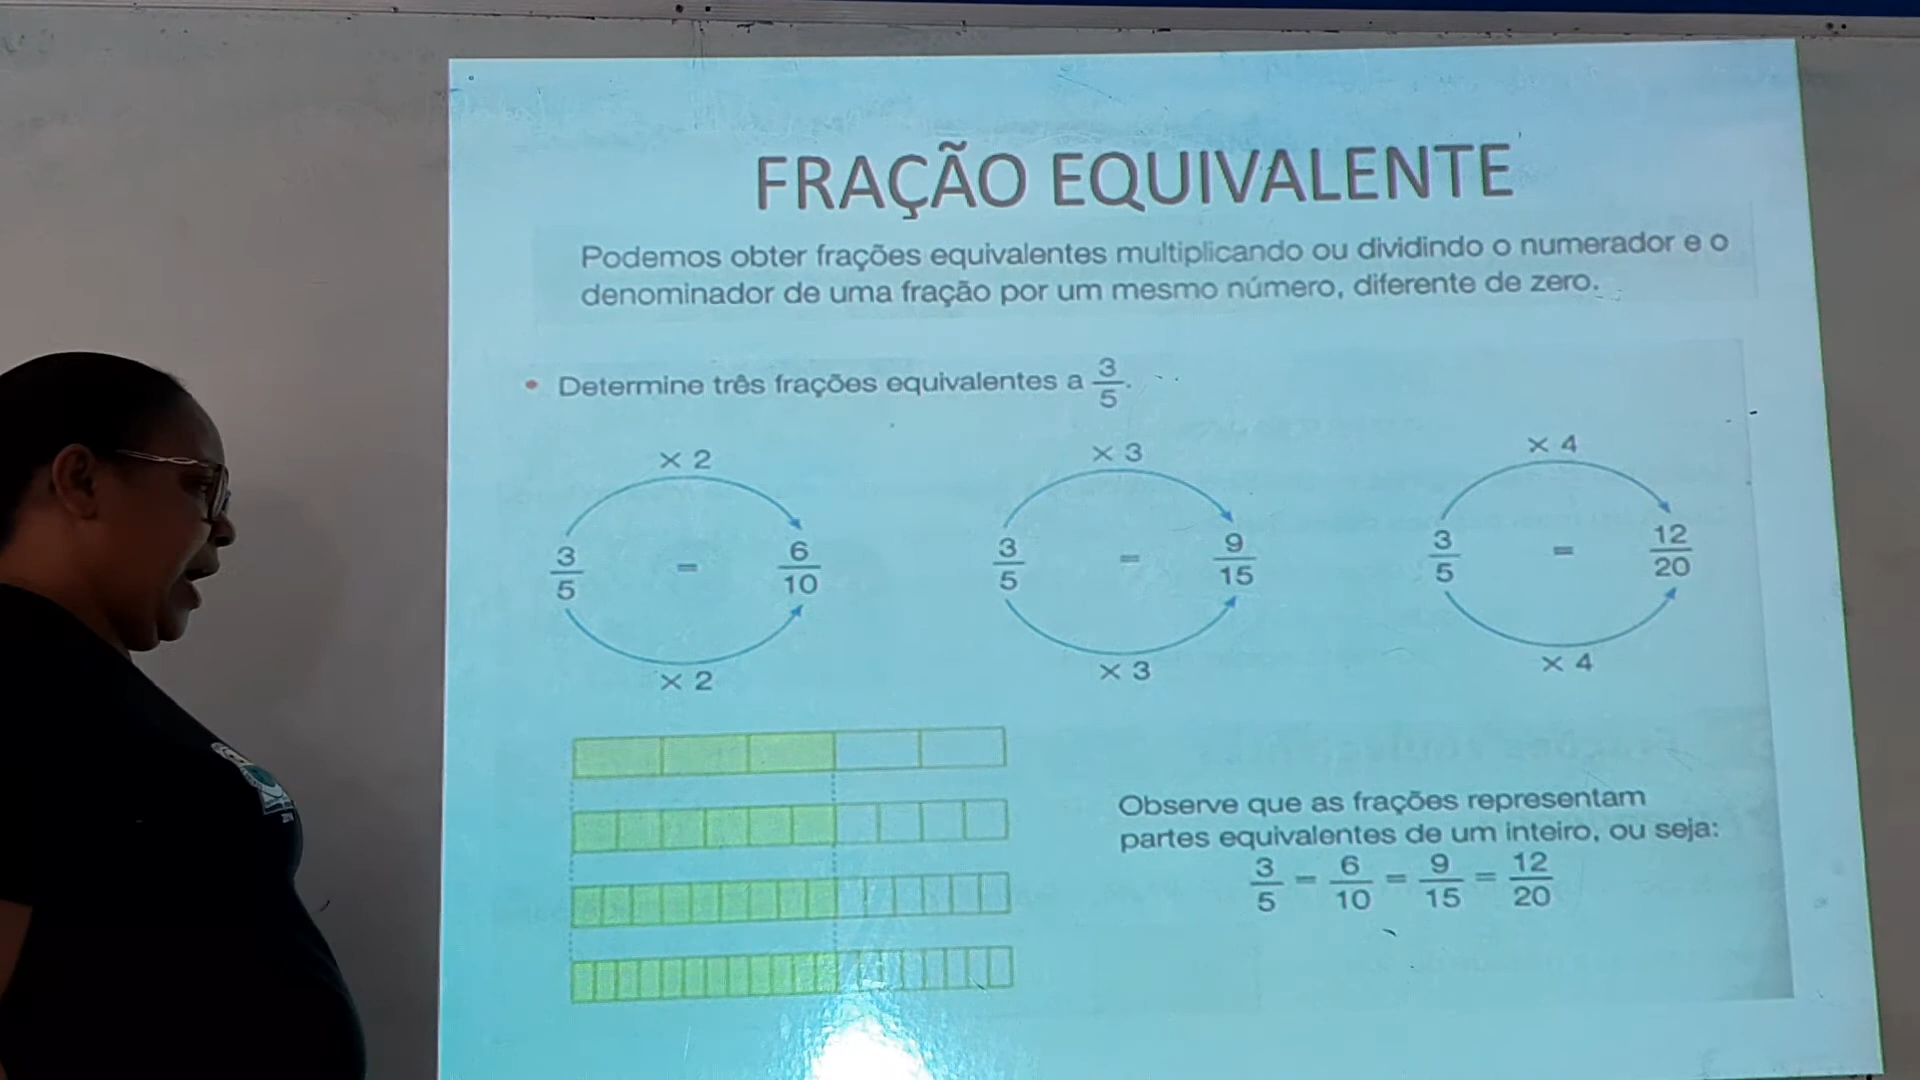 FRAÇÃO EQUIVALENTE
Podemos obter frações equivalentes multiplicando ou dividindo o numerador e o
denominador de uma fração por um mesmo número, diferente de zero.
• Determine três frações equivalentes a 3/5.
× 2 × 3 × 4
3/5 = 6/10 3/5 = 9/15 3/5 = 12/20
× 2 × 3 × 4
Observe que as frações representam
partes equivalentes de um inteiro, ou seja:
3/5 = 6/10 = 9/15 = 12/20